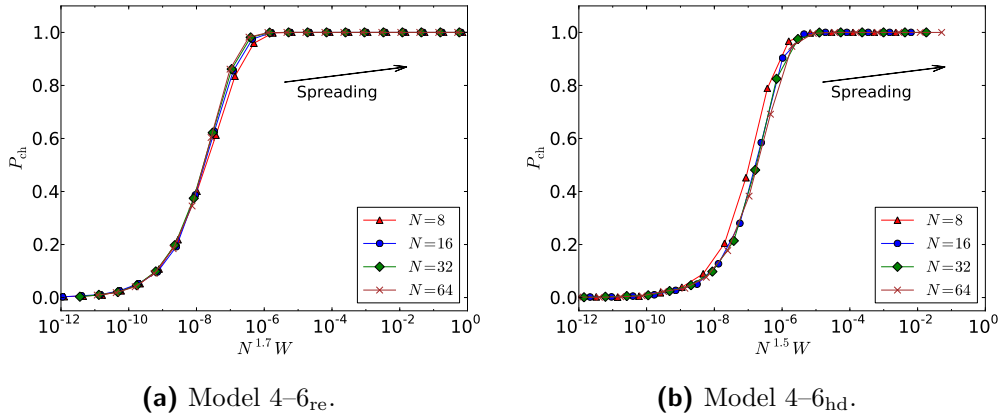 1.0
0.8
0.6
0.4
0.2
0.0
P_ch
Spreading
N=8
N=16
N=32
N=64
10^-12 10^-10 10^-8 10^-6 10^-4 10^-2 10^0
N^1.7 W
(a) Model 4–6_re.
1.0
0.8
0.6
0.4
0.2
0.0
P_ch
Spreading
N=8
N=16
N=32
N=64
10^-12 10^-10 10^-8 10^-6 10^-4 10^-2 10^0
N^1.5 W
(b) Model 4–6_hd.